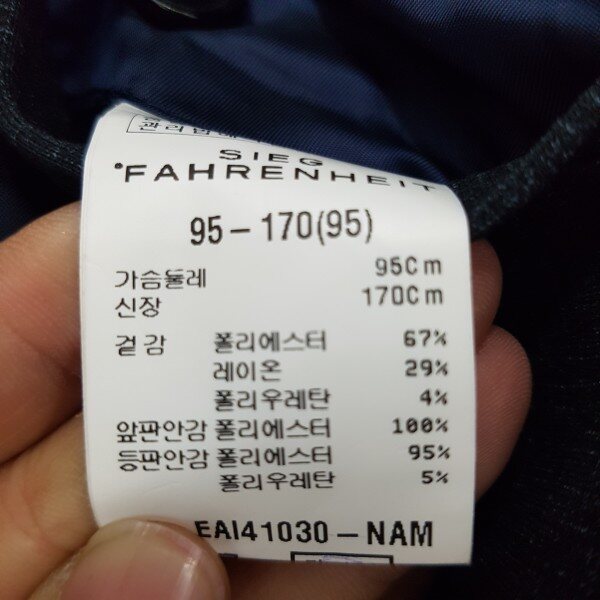 SIEG
°FAHRENHEIT
95-170(95)
가슴둘레 95Cm
신장 170Cm
겉감 폴리에스터 67%
레이온 29%
폴리우레탄 4%
앞판안감 폴리에스터 100%
등판안감 폴리에스터 95%
폴리우레탄 5%
EAI41030-NAM